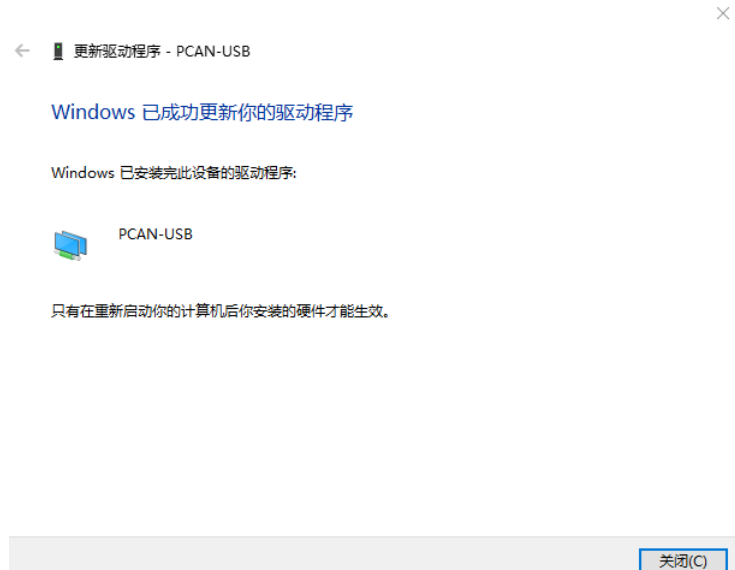 更新驱动程序 - PCAN-USB
Windows 已成功更新你的驱动程序
Windows 已安装完此设备的驱动程序:
PCAN-USB
只有在重新启动你的计算机后你安装的硬件才能生效。
关闭(C)